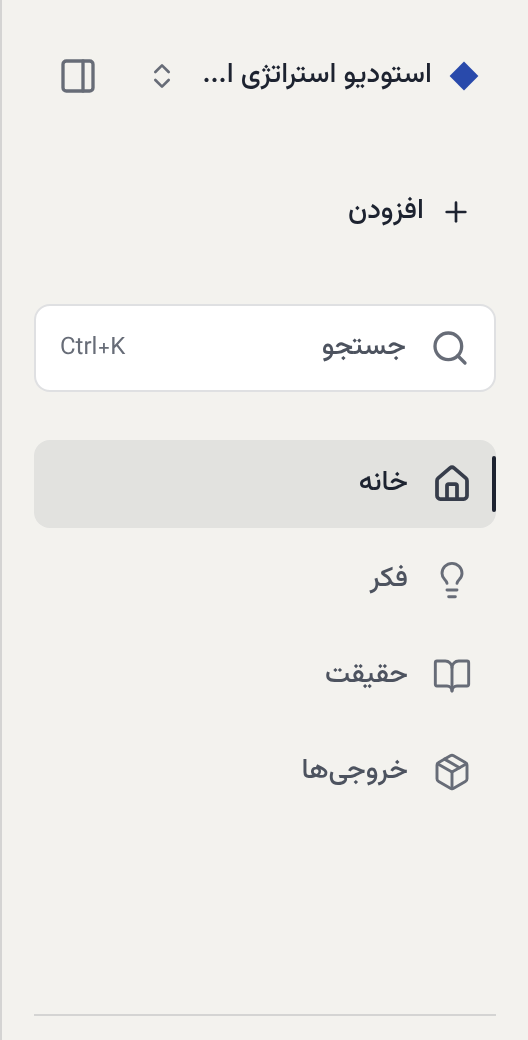 استودیو استراتژی ا...
افزودن
جستجو Ctrl+K
خانه
فکر
حقیقت
خروجی‌ها